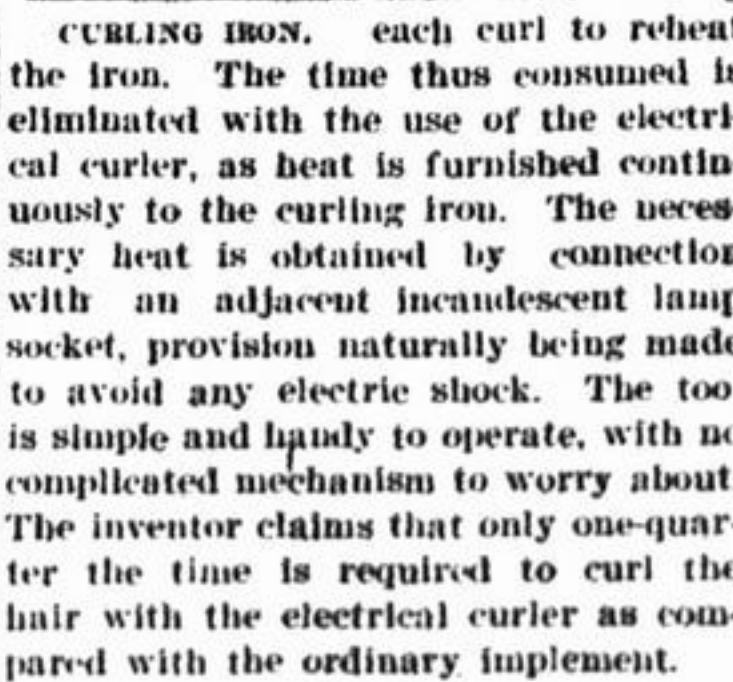 CURLING IRON. each curl to reheat
the iron. The time thus consumed is
eliminated with the use of the electri-
cal curler, as heat is furnished contin-
uously to the curling iron. The neces-
sary heat is obtained by connection
with an adjacent incandescent lamp
socket, provision naturally being made
to avoid any electric shock. The tool
is simple and handy to operate, with no
complicated mechanism to worry about.
The inventor claims that only one-quar-
ter the time is required to curl the
hair with the electrical curler as com-
pared with the ordinary implement.